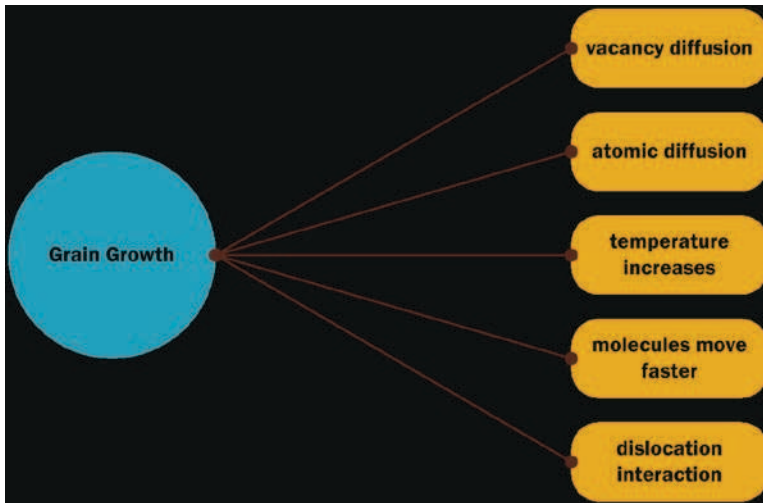 vacancy diffusion
atomic diffusion
Grain Growth
temperature
increases
molecules move
faster
dislocation
interaction